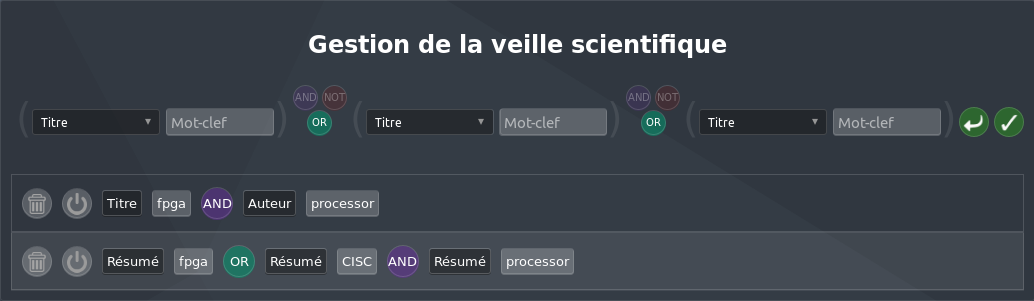 Gestion de la veille scientifique
AND NOT AND NOT
( Titre Mot-clef ) OR ( Titre Mot-clef ) OR ( Titre Mot-clef )
Titre fpga AND Auteur processor
Résumé fpga OR Résumé CISC AND Résumé processor